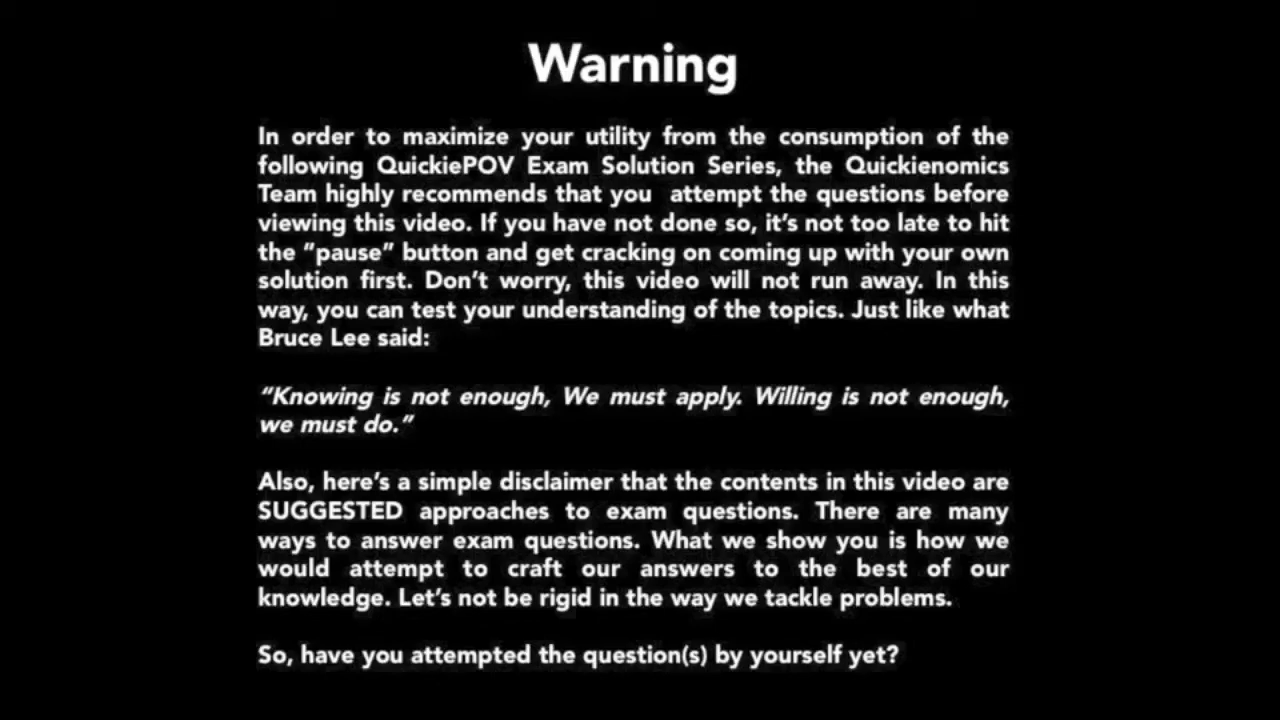 Warning
In order to maximize your utility from the consumption of the
following QuickiePOV Exam Solution Series, the Quickienomics
Team highly recommends that you attempt the questions before
viewing this video. If you have not done so, it's not too late to hit
the "pause" button and get cracking on coming up with your own
solution first. Don't worry, this video will not run away. In this
way, you can test your understanding of the topics. Just like what
Bruce Lee said:
"Knowing is not enough, We must apply. Willing is not enough,
we must do."
Also, here's a simple disclaimer that the contents in this video are
SUGGESTED approaches to exam questions. There are many
ways to answer exam questions. What we show you is how we
would attempt to craft our answers to the best of our
knowledge. Let's not be rigid in the way we tackle problems.
So, have you attempted the question(s) by yourself yet?